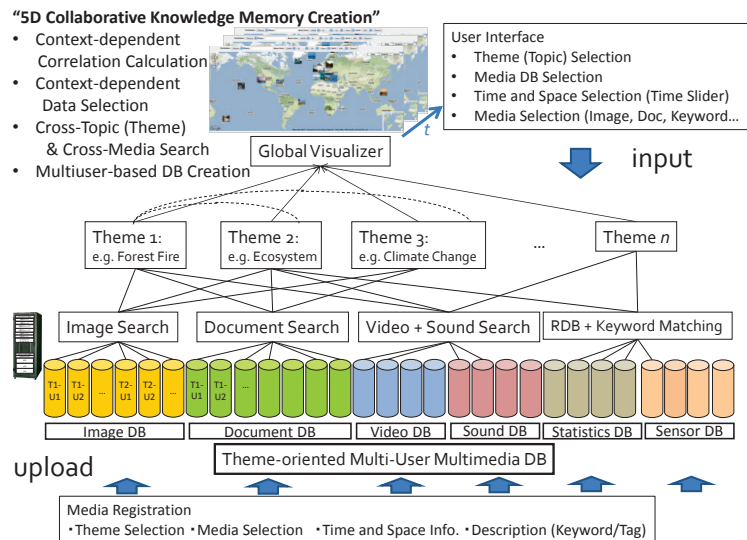 “5D Collaborative Knowledge Memory Creation”
• Context-dependent
Correlation Calculation
• Context-dependent
Data Selection
• Cross-Topic (Theme)
& Cross-Media Search
• Multiuser-based DB Creation
t
User Interface
• Theme (Topic) Selection
• Media DB Selection
• Time and Space Selection (Time Slider)
• Media Selection (Image, Doc, Keyword…
Global Visualizer
input
Theme 1:
e.g. Forest Fire
Theme 2:
e.g. Ecosystem
Theme 3:
e.g. Climate Change
…
Theme n
Image Search
Document Search
Video + Sound Search
RDB + Keyword Matching
T1-
U1
T1-
U2
...
T2-
U1
T2-
U2
...
T1-
U1
T1-
U2
...
Image DB
Document DB
Video DB
Sound DB
Statistics DB
Sensor DB
upload
Theme-oriented Multi-User Multimedia DB
Media Registration
・Theme Selection ・Media Selection ・Time and Space Info. ・Description (Keyword/Tag)